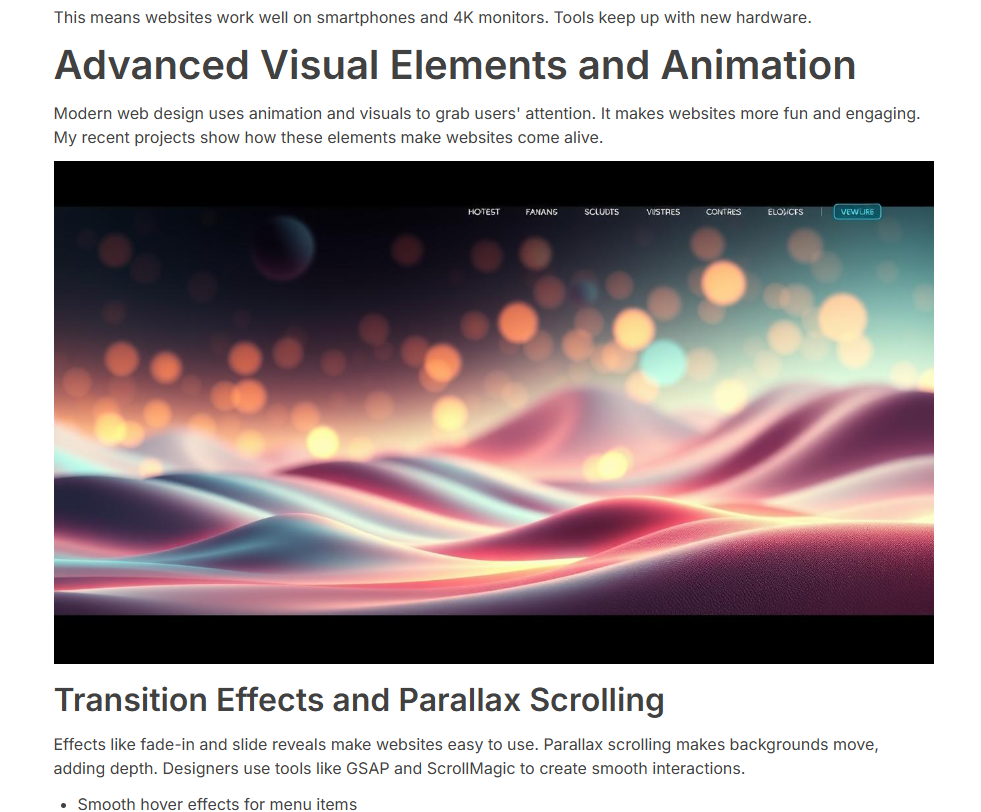 This means websites work well on smartphones and 4K monitors. Tools keep up with new hardware.
Advanced Visual Elements and Animation
Modern web design uses animation and visuals to grab users' attention. It makes websites more fun and engaging.
My recent projects show how these elements make websites come alive.
HOTEST FANANS CONTRES
Transition Effects and Parallax Scrolling
Effects like fade-in and slide reveals make websites easy to use. Parallax scrolling makes backgrounds move,
adding depth. Designers use tools like GSAP and ScrollMagic to create smooth interactions.
• Smooth hover effects for menu items